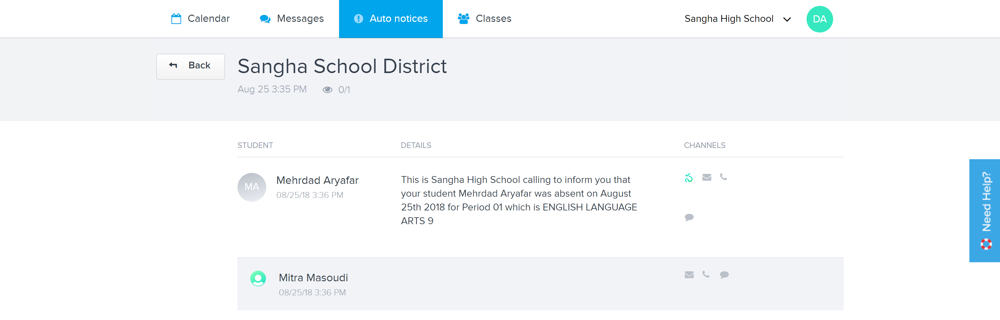 Calendar
Messages
Auto notices
Classes
Sangha High School
DA
Back
Sangha School District
Aug 25 3:35 PM 0/1
STUDENT DETAILS CHANNELS
MA
Mehrdad Aryafar
08/25/18 3:36 PM
This is Sangha High School calling to inform you that
your student Mehrdad Aryafar was absent on August
25th 2018 for Period 01 which is ENGLISH LANGUAGE
ARTS 9
Mitra Masoudi
08/25/18 3:36 PM
Need Help?